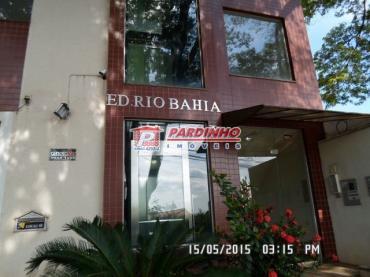 ED.RIO BAHIA
PARDINHO
IMÓVEIS
15/05/2015 03:15 PM